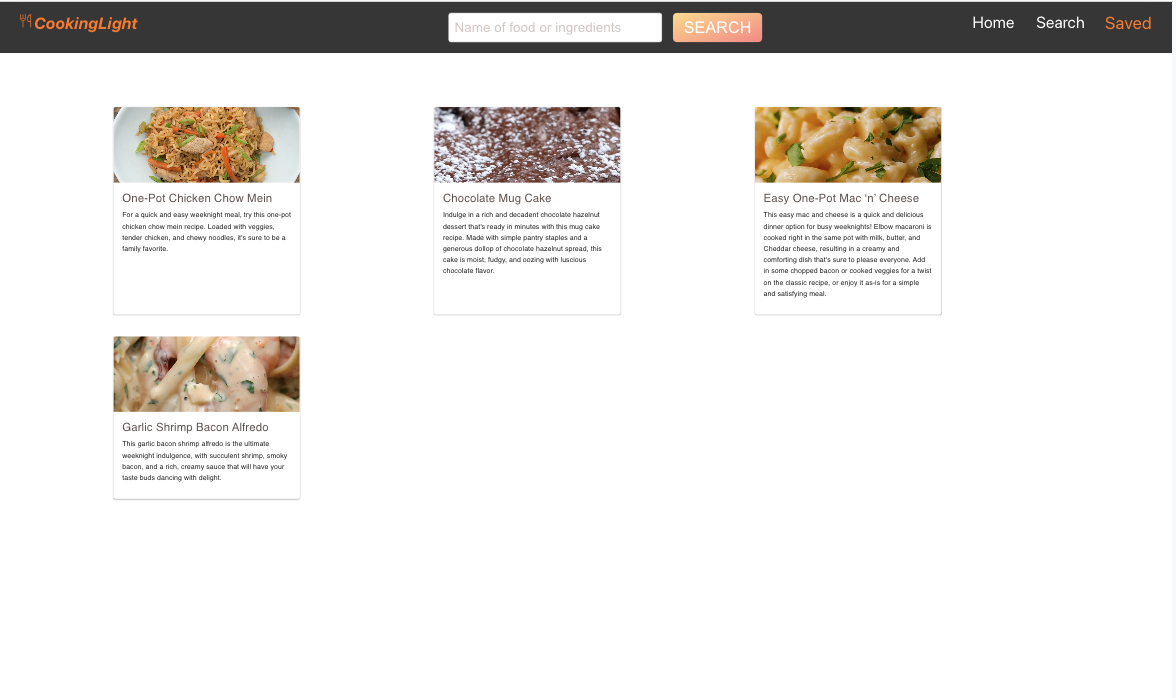 CookingLight
Name of food or ingredients
SEARCH
Home
Search
Saved
One-Pot Chicken Chow Mein
For a quick and easy weeknight meal, try this one-pot
chicken chow mein recipe. Loaded with veggies,
tender chicken, and chewy noodles, it's sure to be a
family favorite.
Chocolate Mug Cake
Indulge in a rich and decadent chocolate hazelnut
dessert that's ready in minutes with this mug cake
recipe. Made with simple pantry staples and a
generous dollop of chocolate hazelnut spread, this
cake is moist, fudgy, and oozing with luscious
chocolate flavor.
Easy One-Pot Mac ‘n’ Cheese
This easy mac and cheese is a quick and delicious
dinner option for busy weeknights! Elbow macaroni is
cooked right in the same pot with milk, butter, and
Cheddar cheese, resulting in a creamy and
comforting dish that's sure to please everyone. Add
in some chopped bacon or cooked veggies for a twist
on the classic recipe, or enjoy it as-is for a simple
and satisfying meal.
Garlic Shrimp Bacon Alfredo
This garlic bacon shrimp alfredo is the ultimate
weeknight indulgence, with succulent shrimp, smoky
bacon, and a rich, creamy sauce that will have your
taste buds dancing with delight.